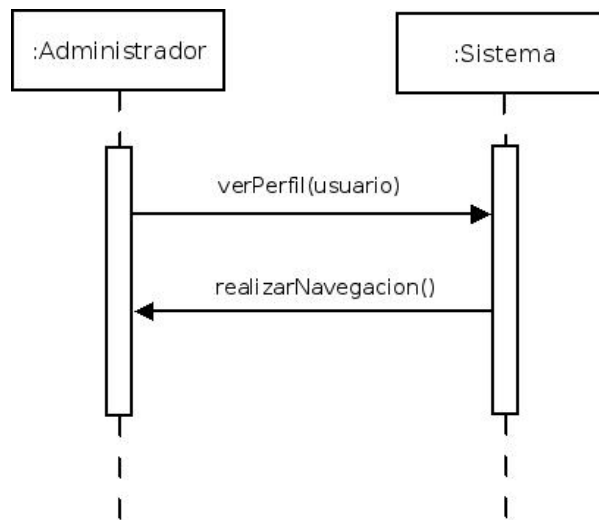 :Administrador
:Sistema
verPerfil(usuario)
realizarNavegacion()